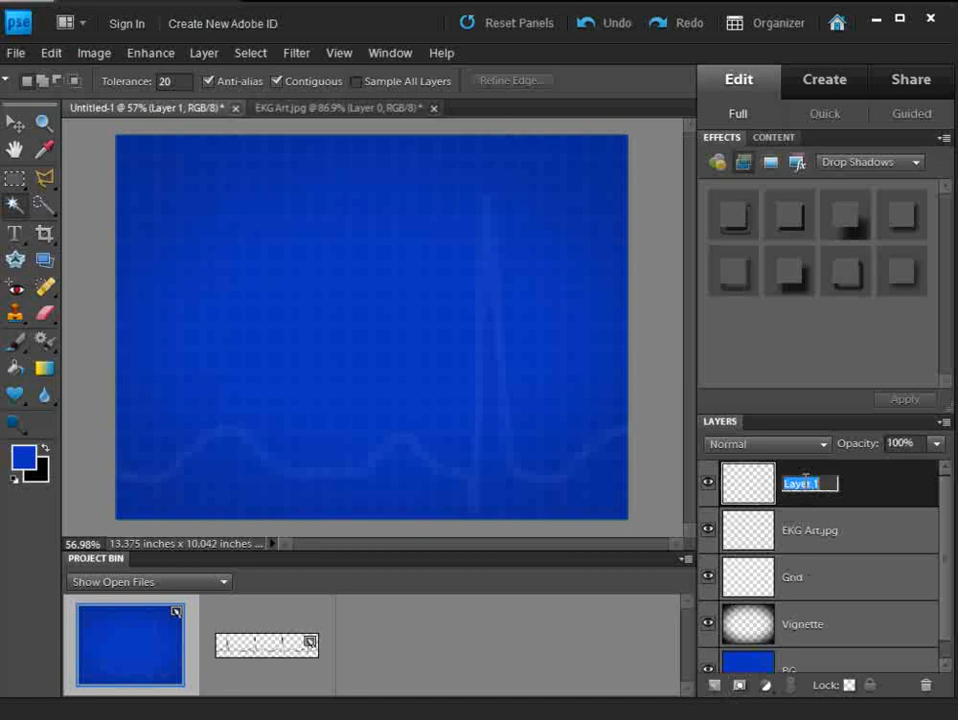 pse
Sign In
Create New Adobe ID
Reset Panels
Undo
Redo
Organizer
File Edit Image Enhance Layer Select Filter View Window Help
Tolerance: 20 Anti-alias Contiguous Sample All Layers Refine Edge...
Edit Create Share
Untitled-1 @ 57% (Layer 1, RGB/8) * × EKG Art.jpg @ 86.9% (Layer 0, RGB/8) * ×
Full Quick Guided
EFFECTS CONTENT
Drop Shadows
Apply
LAYERS
Normal Opacity: 100%
Layer 1
EKG Art.jpg
Grid
Vignette
BG
Lock:
56.98% 13.375 inches x 10.042 inches ...
PROJECT BIN
Show Open Files